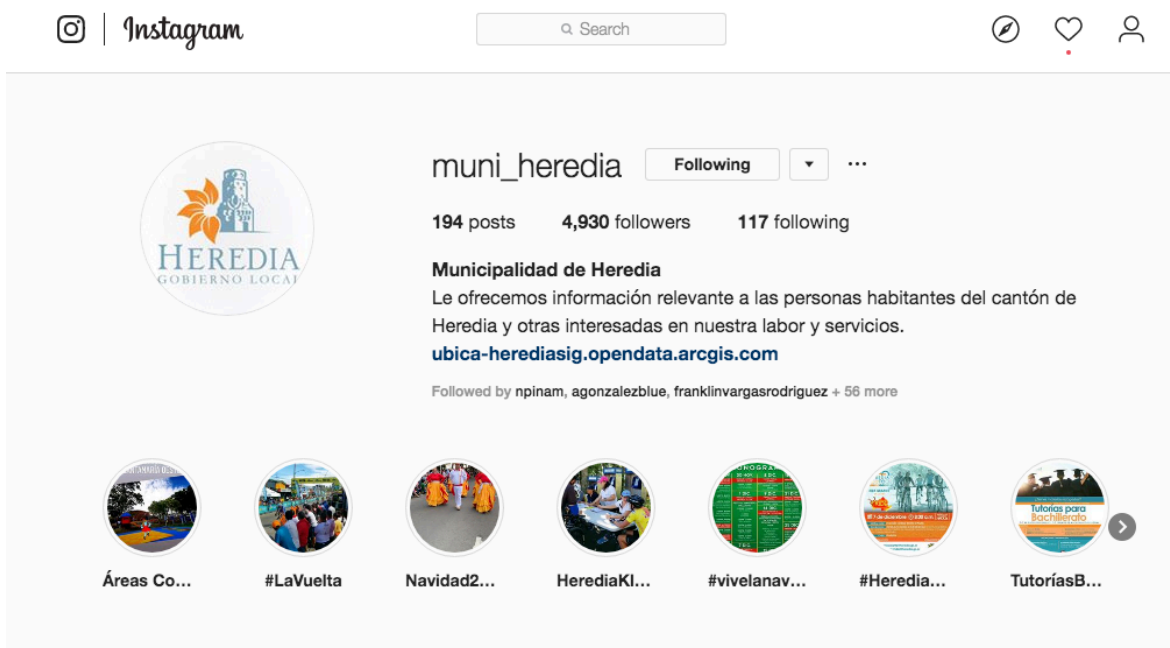 Instagram
Search
muni_heredia Following
194 posts 4,930 followers 117 following
HEREDIA
GOBIERNO LOCAL
Municipalidad de Heredia
Le ofrecemos información relevante a las personas habitantes del cantón de
Heredia y otras interesadas en nuestra labor y servicios.
ubica-herediasig.opendata.arcgis.com
Followed by npinam, agonzalezblue, franklinvargasrodriguez + 56 more
Tutorías para
Bachillerato
Áreas Co... #LaVuelta Navidad2... HerediaKl... #vivelanav... #Heredia... TutoríasB...